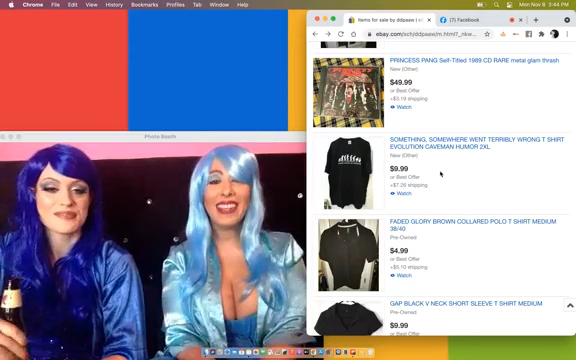 Chrome File Edit View History Bookmarks Profiles Tab Window Help
Mon Nov 8 3:44 PM
Items for sale by ddpaaw
(7) Facebook
ebay.com/sch/ddpaaw/m.html?_nkw...
Photo Booth
PRINCESS PANG Self-Titled 1989 CD RARE metal glam thrash
New (Other)
$49.99
or Best Offer
+$3.19 shipping
Watch
SOMETHING, SOMEWHERE WENT TERRIBLY WRONG T SHIRT
EVOLUTION CAVEMAN HUMOR 2XL
New (Other)
$9.99
or Best Offer
+$7.28 shipping
Watch
FADED GLORY BROWN COLLARED POLO T SHIRT MEDIUM
38/40
Pre-Owned
$4.99
or Best Offer
+$5.10 shipping
Watch
GAP BLACK V NECK SHORT SLEEVE T SHIRT MEDIUM
Pre-Owned
$9.99